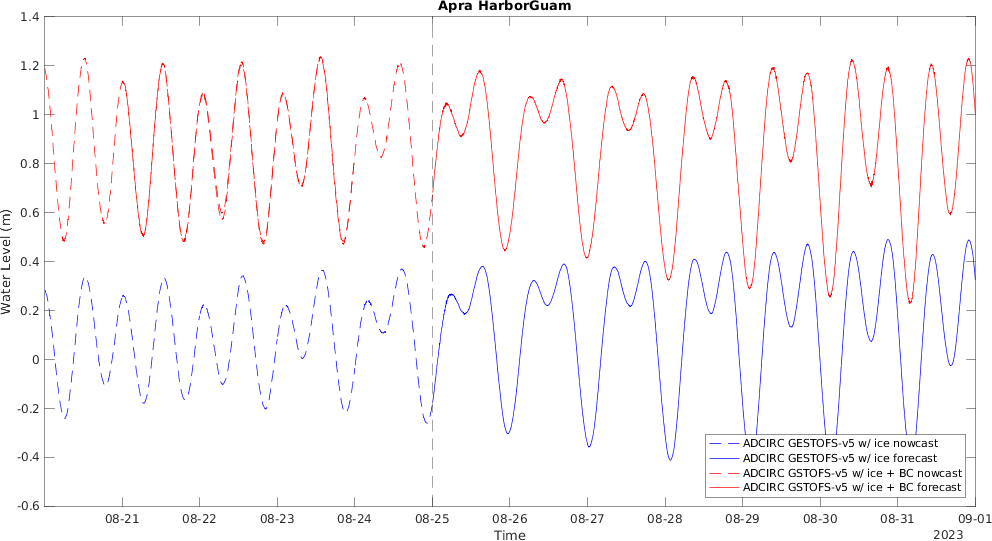 Apra HarborGuam
1.4
1.2
1
0.8
0.6
0.4
0.2
0
-0.2
-0.4
-0.6
Water Level (m)
ADCIRC GESTOFS-v5 w/ ice nowcast
ADCIRC GESTOFS-v5 w/ ice forecast
ADCIRC GSTOFS-v5 w/ ice + BC nowcast
ADCIRC GSTOFS-v5 w/ ice + BC forecast
08-21 08-22 08-23 08-24 08-25 08-26 08-27 08-28 08-29 08-30 08-31 09-01
Time
2023